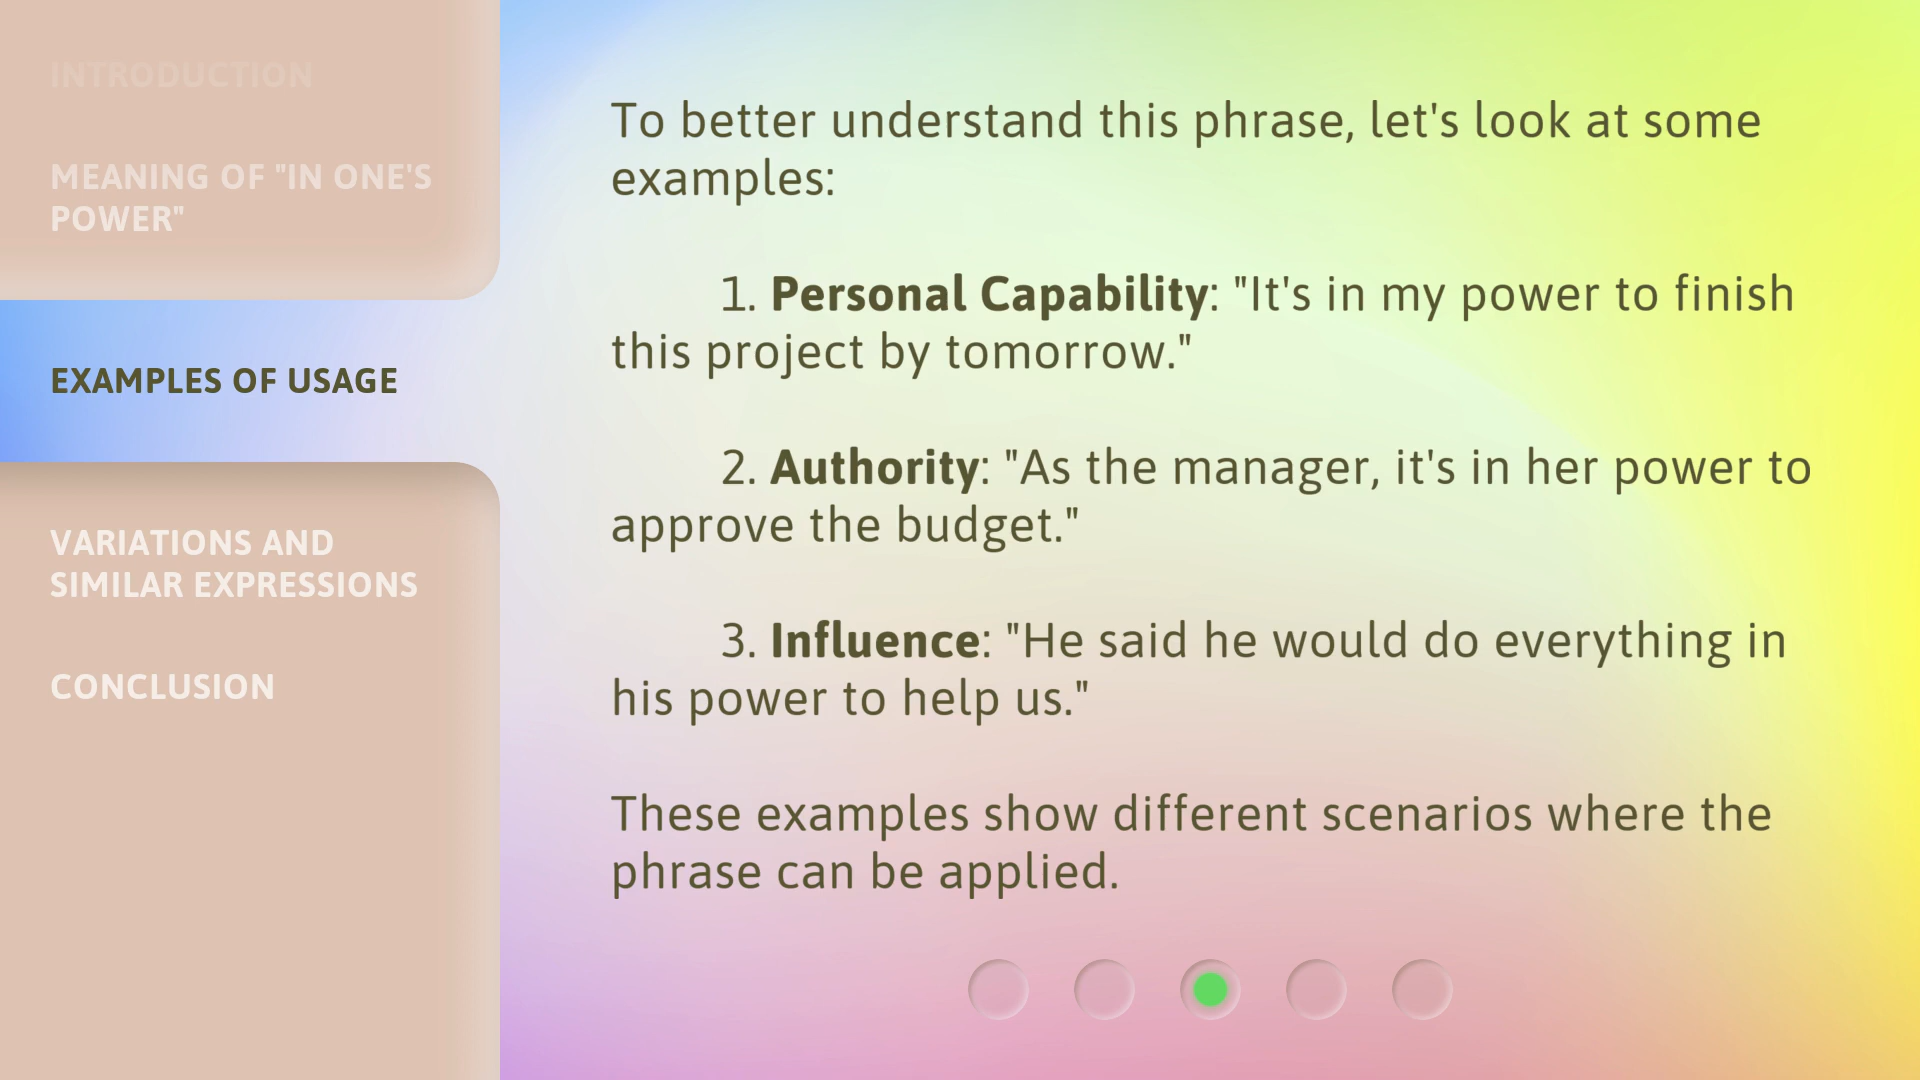 INTRODUCTION
MEANING OF "IN ONE'S
POWER"
EXAMPLES OF USAGE
VARIATIONS AND
SIMILAR EXPRESSIONS
CONCLUSION
To better understand this phrase, let's look at some
examples:
1. Personal Capability: "It's in my power to finish
this project by tomorrow."
2. Authority: "As the manager, it's in her power to
approve the budget."
3. Influence: "He said he would do everything in
his power to help us."
These examples show different scenarios where the
phrase can be applied.